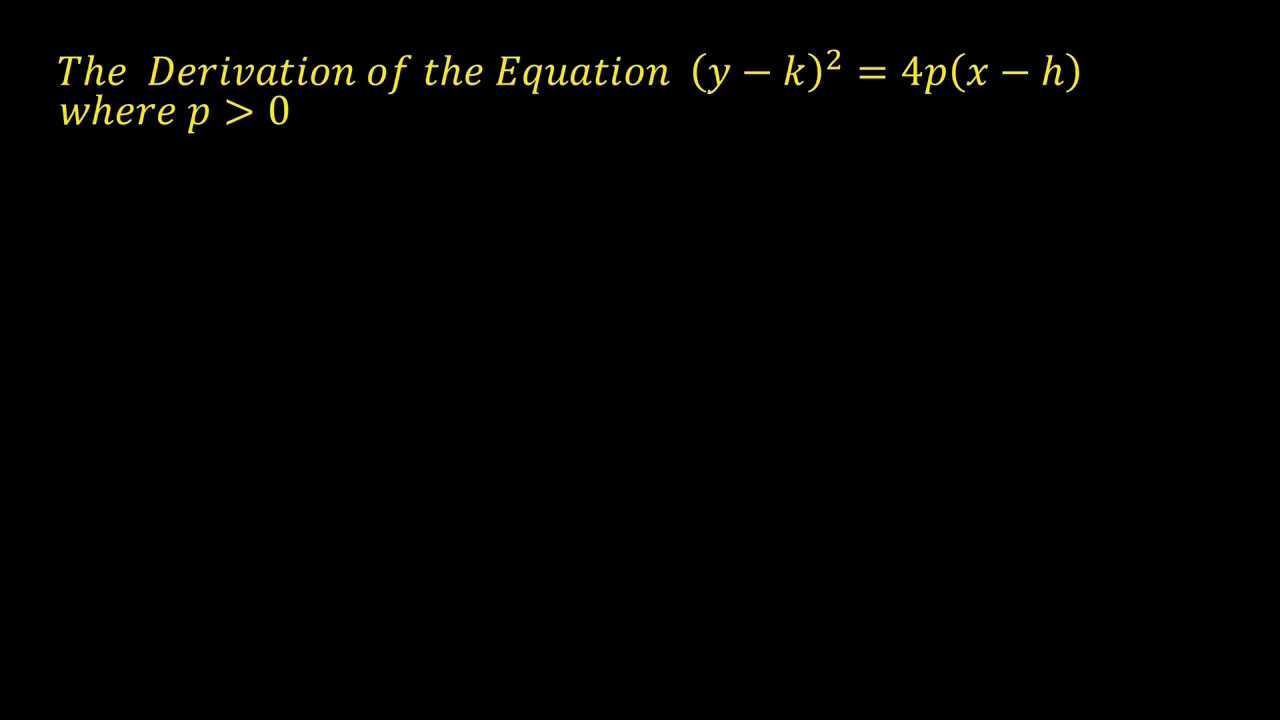 The Derivation of the Equation (y − k)² = 4p(x − h)
where p > 0